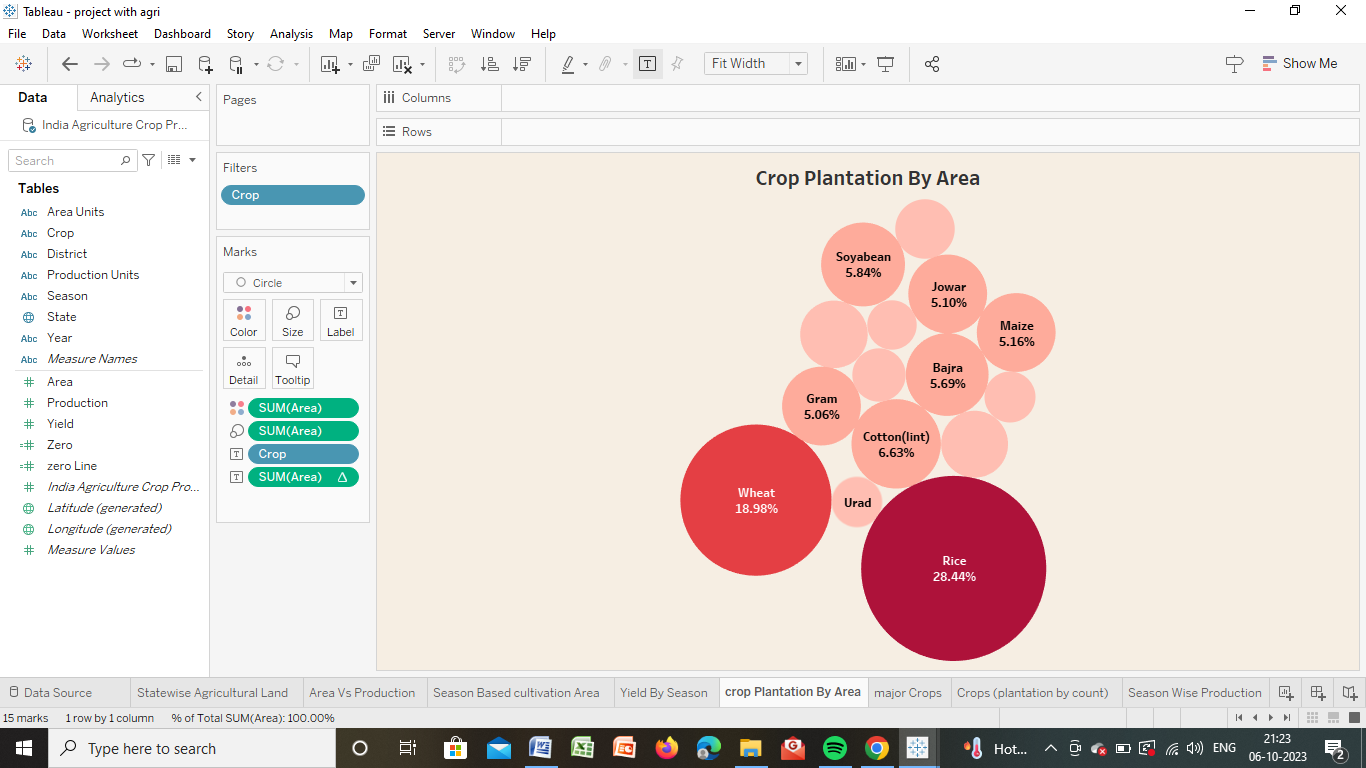 Tableau - project with agri
File Data Worksheet Dashboard Story Analysis Map Format Server Window Help
Fit Width
Show Me
Data
Analytics
India Agriculture Crop Pr...
Search
Tables
Abc Area Units
Abc Crop
Abc District
Abc Production Units
Abc Season
State
Abc Year
Abc Measure Names
Area
Production
Yield
Zero
zero Line
India Agriculture Crop Pro...
Latitude (generated)
Longitude (generated)
Measure Values
Pages
Filters
Crop
Marks
Circle
Color Size Label
Detail Tooltip
SUM(Area)
SUM(Area)
Crop
SUM(Area)
Columns
Rows
Crop Plantation By Area
Soyabean
5.84%
Jowar
5.10%
Maize
5.16%
Bajra
5.69%
Gram
5.06%
Cotton(lint)
6.63%
Wheat
18.98%
Urad
Rice
28.44%
Data Source Statewise Agricultural Land Area Vs Production Season Based cultivation Area Yield By Season crop Plantation By Area major Crops Crops (plantation by count) Season Wise Production
15 marks 1 row by 1 column % of Total SUM(Area): 100.00%
Type here to search
Hot...
ENG
21:23
06-10-2023
2